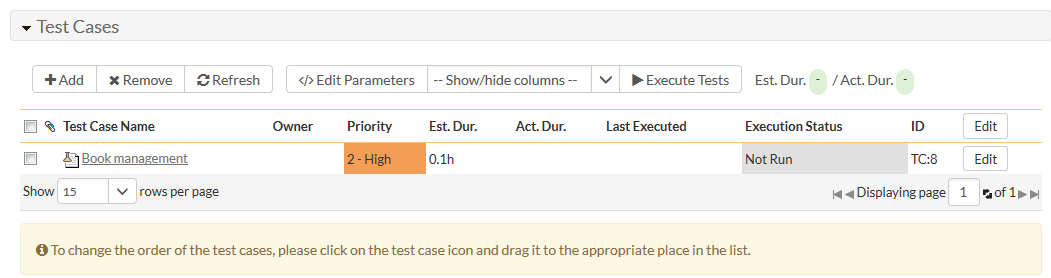 Test Cases
Add Remove Refresh </> Edit Parameters -- Show/hide columns -- Execute Tests Est. Dur. - / Act. Dur. -
Test Case Name Owner Priority Est. Dur. Act. Dur. Last Executed Execution Status ID Edit
Book management 2 - High 0.1h Not Run TC:8 Edit
Show 15 rows per page Displaying page 1 of 1
To change the order of the test cases, please click on the test case icon and drag it to the appropriate place in the list.